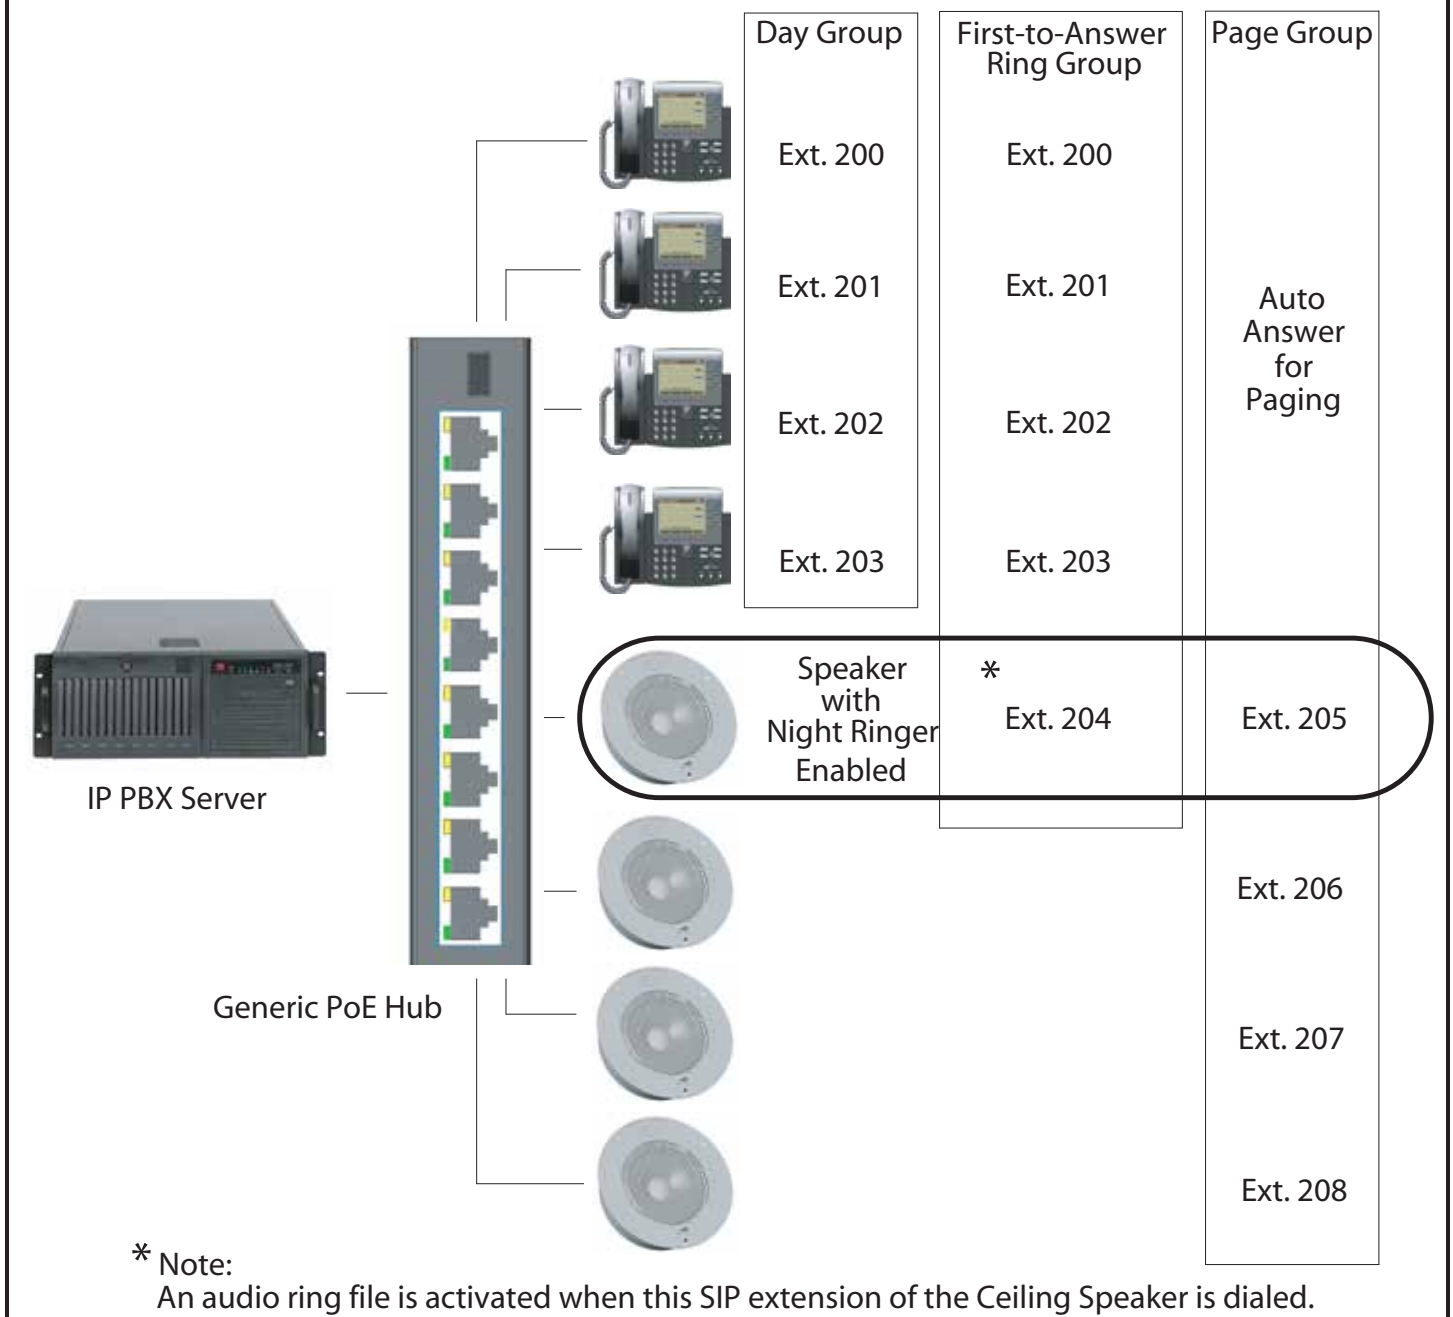 Day Group
First-to-Answer
Ring Group
Page Group
Ext. 200
Ext. 200
Ext. 201
Ext. 201
Auto
Answer
for
Paging
Ext. 202
Ext. 202
Ext. 203
Ext. 203
Speaker
with
Night Ringer
Enabled
*
Ext. 204
Ext. 205
IP PBX Server
Ext. 206
Generic PoE Hub
Ext. 207
Ext. 208
* Note:
An audio ring file is activated when this SIP extension of the Ceiling Speaker is dialed.